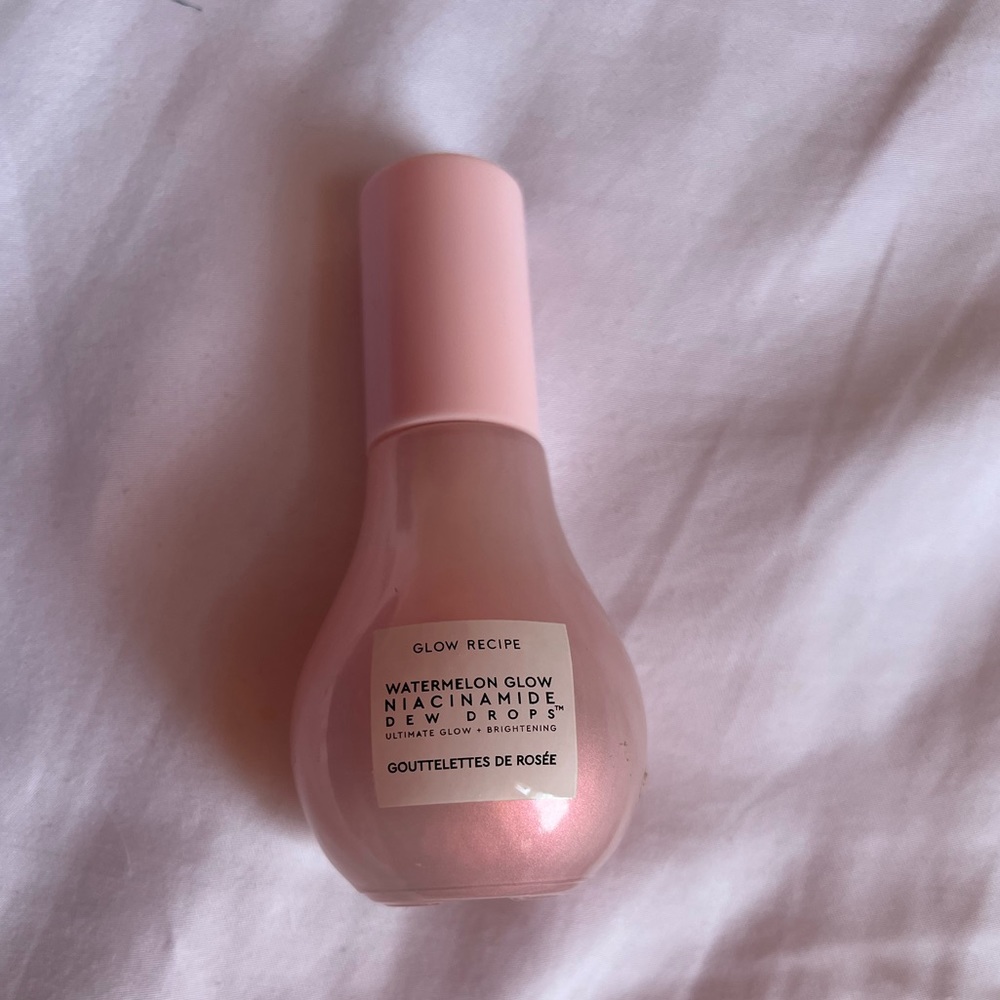 GLOW RECIPE
WATERMELON GLOW
NIACINAMIDE
DEW DROPS™
ULTIMATE GLOW + BRIGHTENING
GOUTTELETTES DE ROSÉE